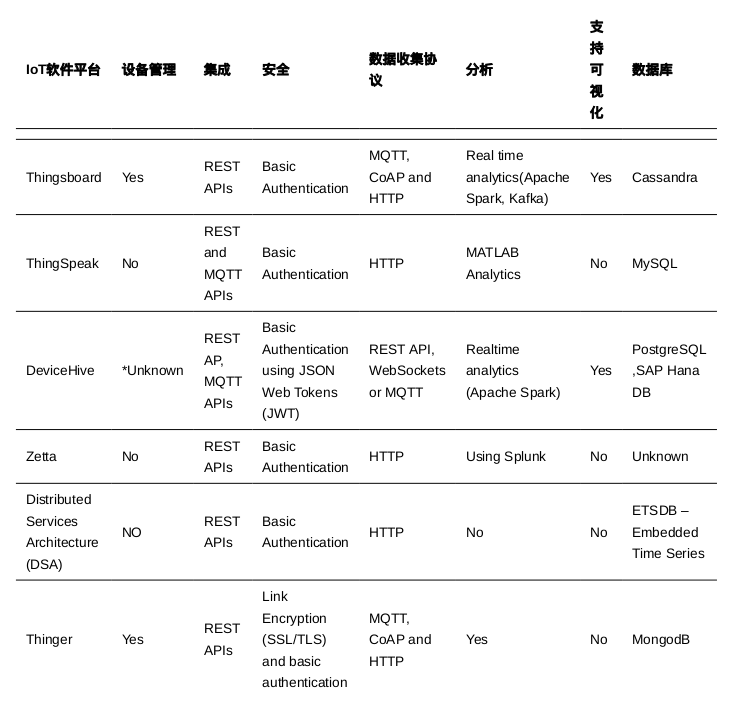 IoT软件平台 设备管理 集成 安全 数据收集协议 分析 支持可视化 数据库
Thingsboard Yes REST APIs Basic Authentication MQTT, CoAP and HTTP Real time analytics(Apache Spark, Kafka) Yes Cassandra
ThingSpeak No REST and MQTT APIs Basic Authentication HTTP MATLAB Analytics No MySQL
DeviceHive *Unknown REST AP, MQTT APIs Basic Authentication using JSON Web Tokens (JWT) REST API, WebSockets or MQTT Realtime analytics (Apache Spark) Yes PostgreSQL ,SAP Hana DB
Zetta No REST APIs Basic Authentication HTTP Using Splunk No Unknown
Distributed Services Architecture (DSA) NO REST APIs Basic Authentication HTTP No No ETSDB – Embedded Time Series
Thinger Yes REST APIs Link Encryption (SSL/TLS) and basic authentication MQTT, CoAP and HTTP Yes No MongodB